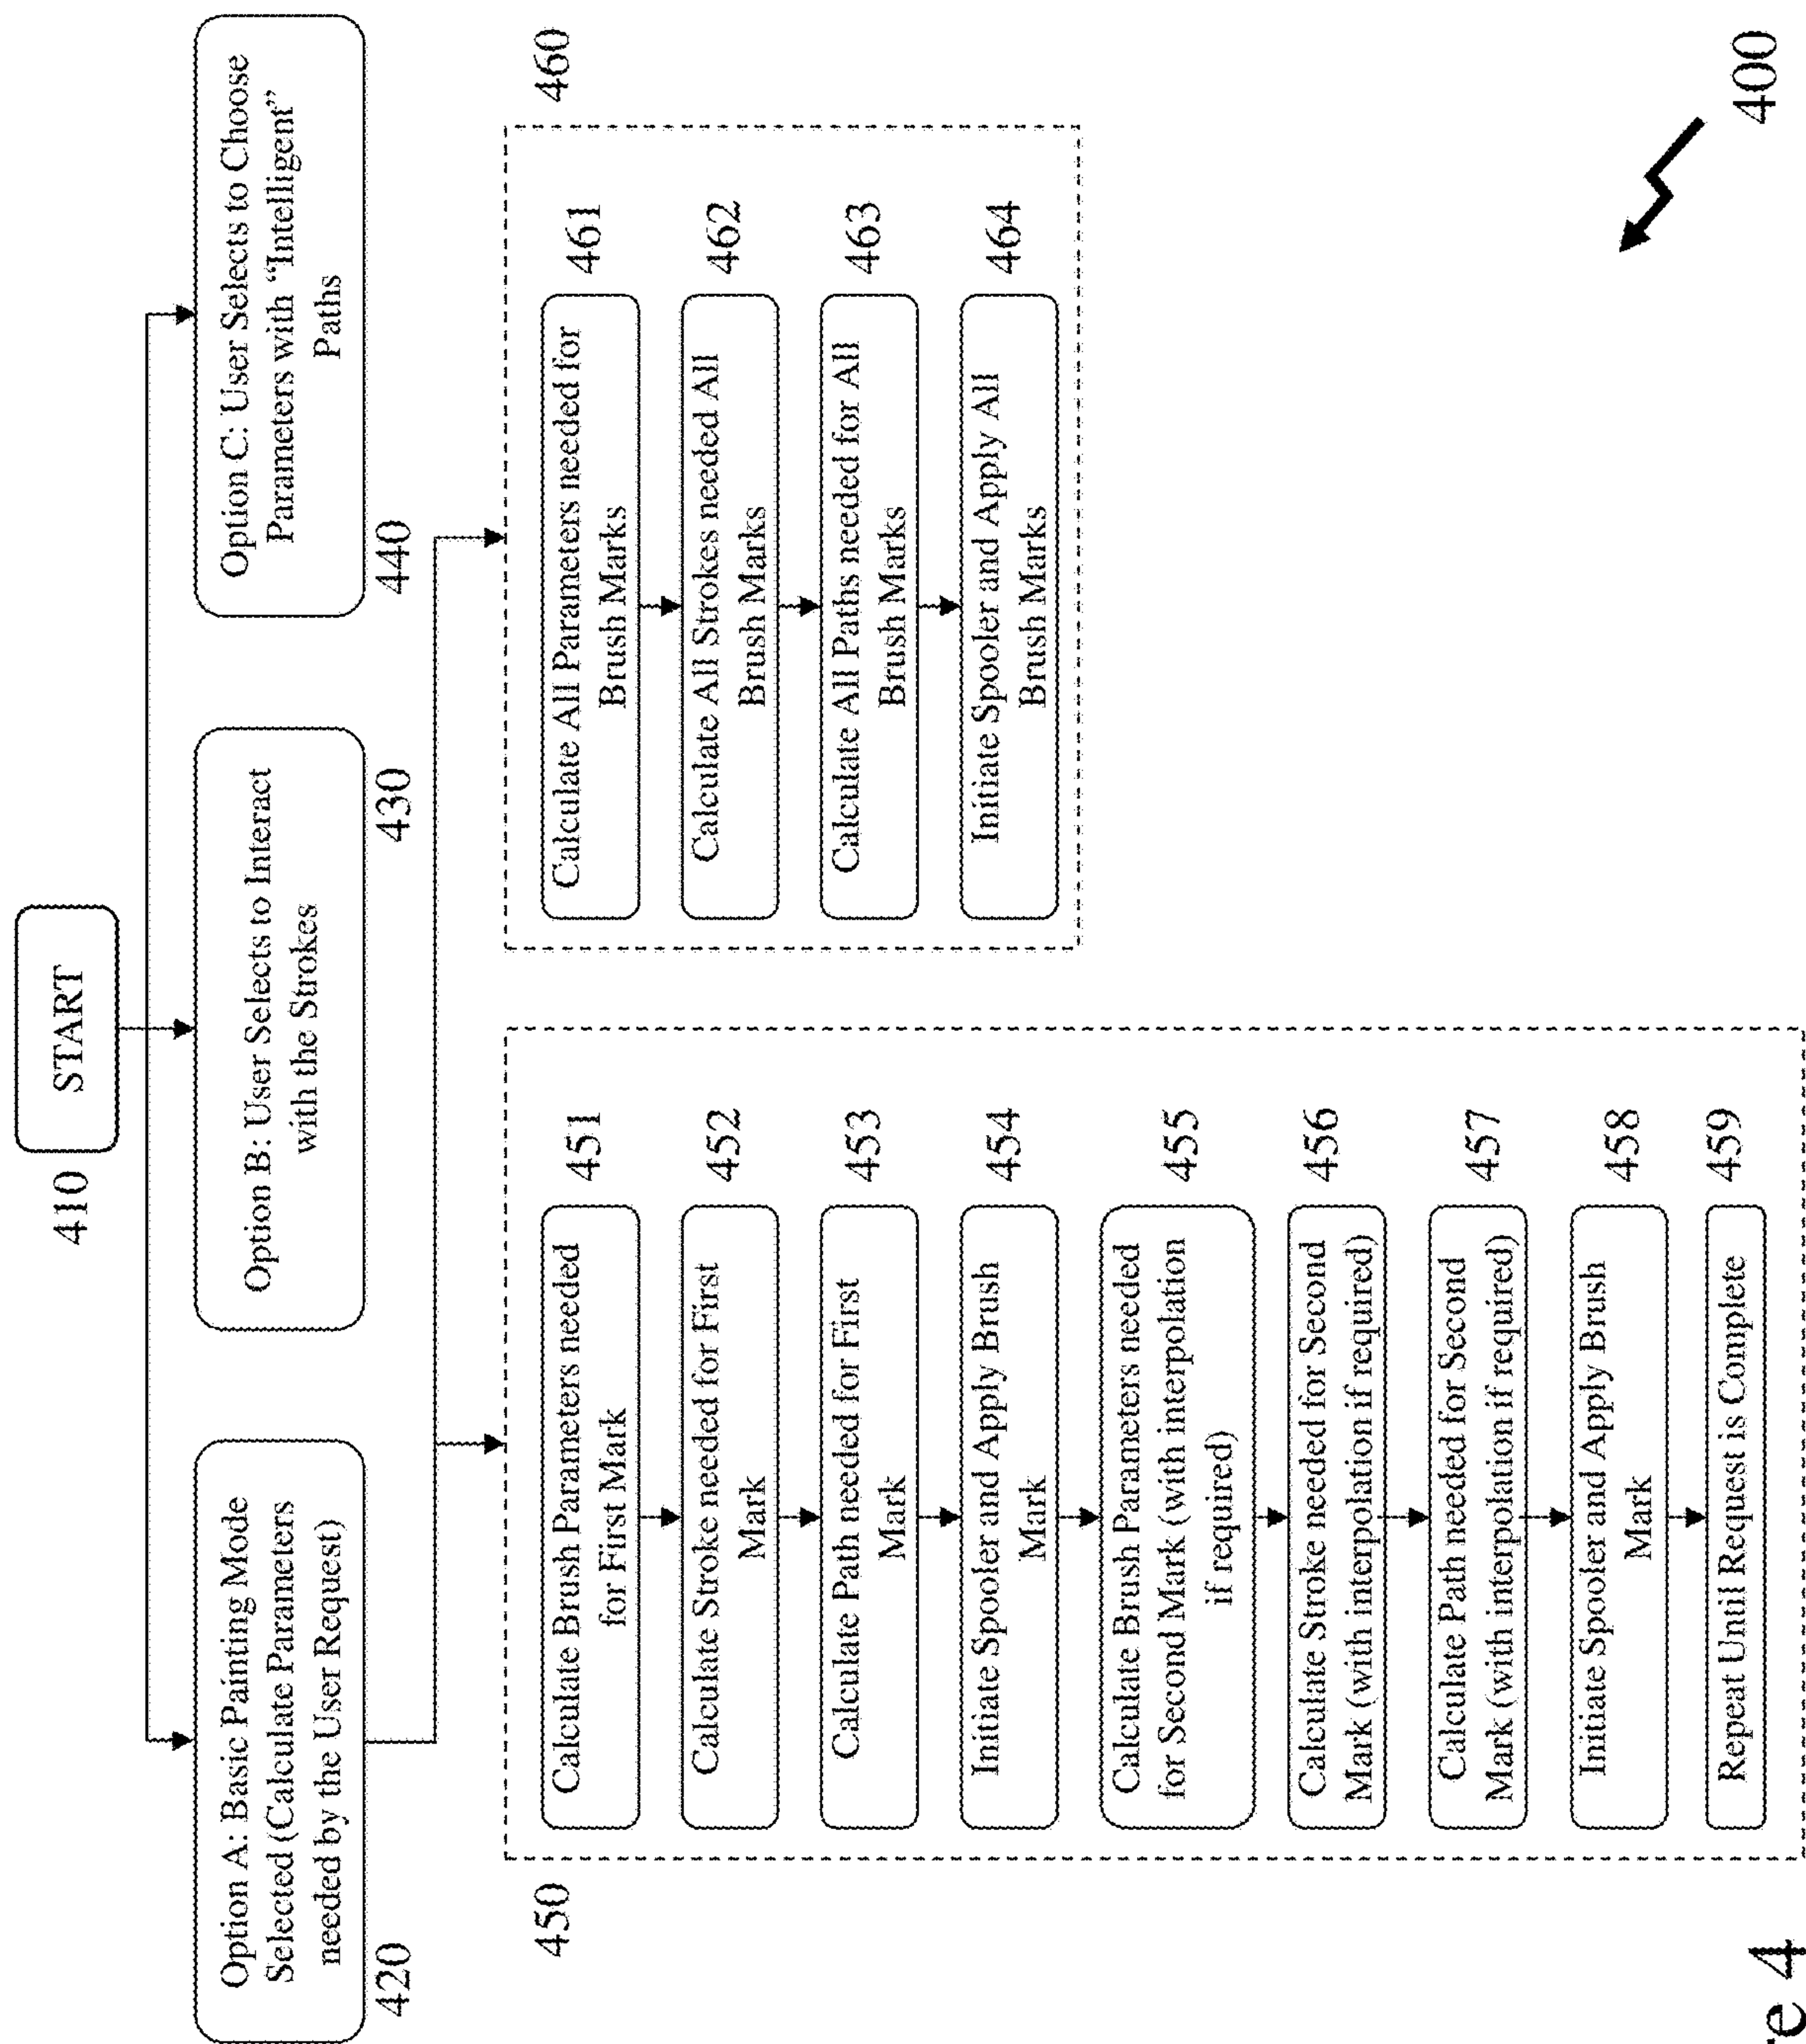 START
410
Option A: Basic Painting Mode
Selected (Calculate Parameters
needed by the User Request)
420
Option B: User Selects to Interact
with the Strokes
430
Option C: User Selects to Choose
Parameters with “Intelligent”
Paths
440
450
Calculate Brush Parameters needed
for First Mark
451
Calculate Stroke needed for First
Mark
452
Calculate Path needed for First
Mark
453
Initiate Spooler and Apply Brush
Mark
454
Calculate Brush Parameters needed
for Second Mark (with interpolation
if required)
455
Calculate Stroke needed for Second
Mark (with interpolation if required)
456
Calculate Path needed for Second
Mark (with interpolation if required)
457
Initiate Spooler and Apply Brush
Mark
458
Repeat Until Request is Complete
459
460
Calculate All Parameters needed for
Brush Marks
461
Calculate All Strokes needed All
Brush Marks
462
Calculate All Paths needed for All
Brush Marks
463
Initiate Spooler and Apply All
Brush Marks
464
400
4